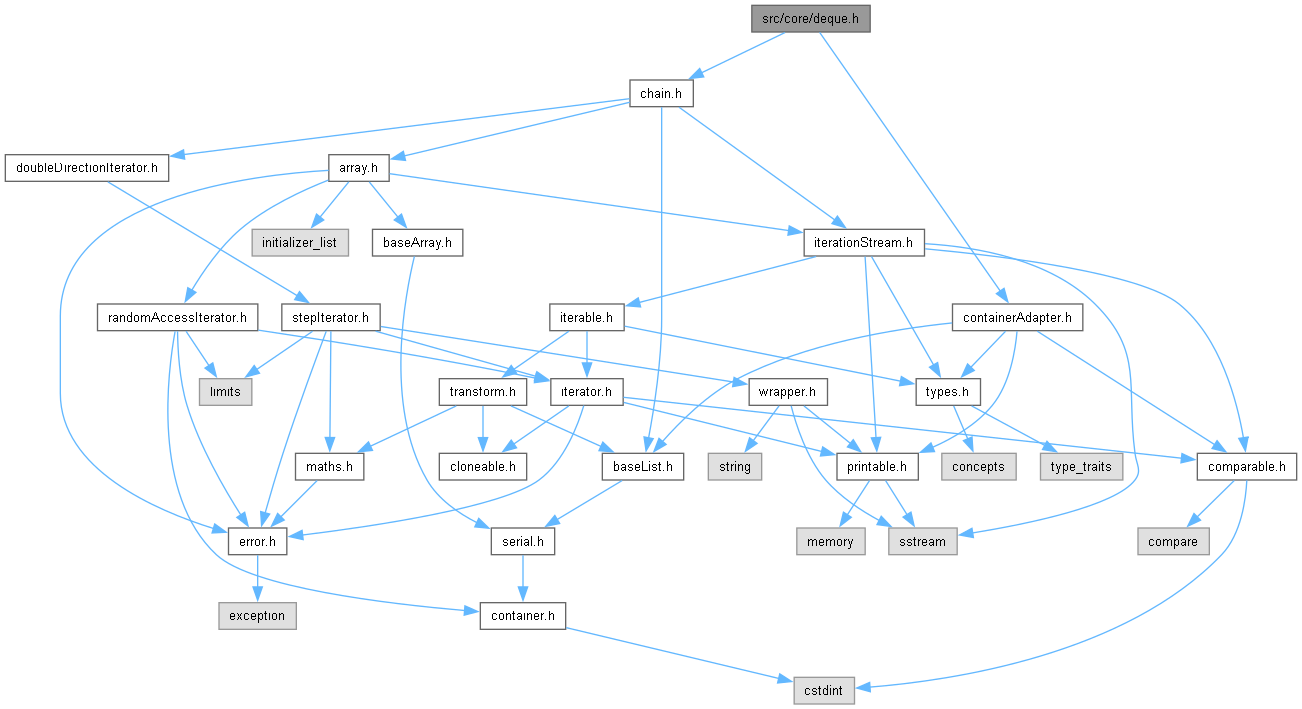 src/core/deque.h
chain.h
doubleDirectionIterator.h
array.h
initializer_list
baseArray.h
iterationStream.h
randomAccessIterator.h
stepIterator.h
iterable.h
containerAdapter.h
limits
transform.h
iterator.h
wrapper.h
types.h
maths.h
cloneable.h
baseList.h
string
printable.h
concepts
type_traits
comparable.h
error.h
serial.h
memory
sstream
compare
exception
container.h
cstdint